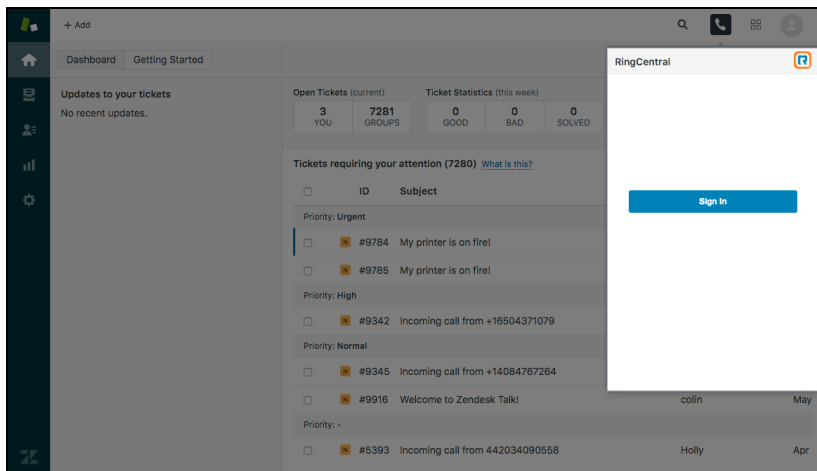 + Add
Dashboard Getting Started
RingCentral
Updates to your tickets
No recent updates.
Open Tickets (current) Ticket Statistics (this week)
3 7281 0 0 0
YOU GROUPS GOOD BAD SOLVED
Tickets requiring your attention (7280) What is this?
ID Subject
Sign In
Priority: Urgent
N #9784 My printer is on fire!
N #9785 My printer is on fire!
Priority: High
N #9342 Incoming call from +16504371079
Priority: Normal
N #9345 Incoming call from +14084767264
N #9916 Welcome to Zendesk Talk! colin May
Priority: -
N #5393 Incoming call from 442034090558 Holly Apr